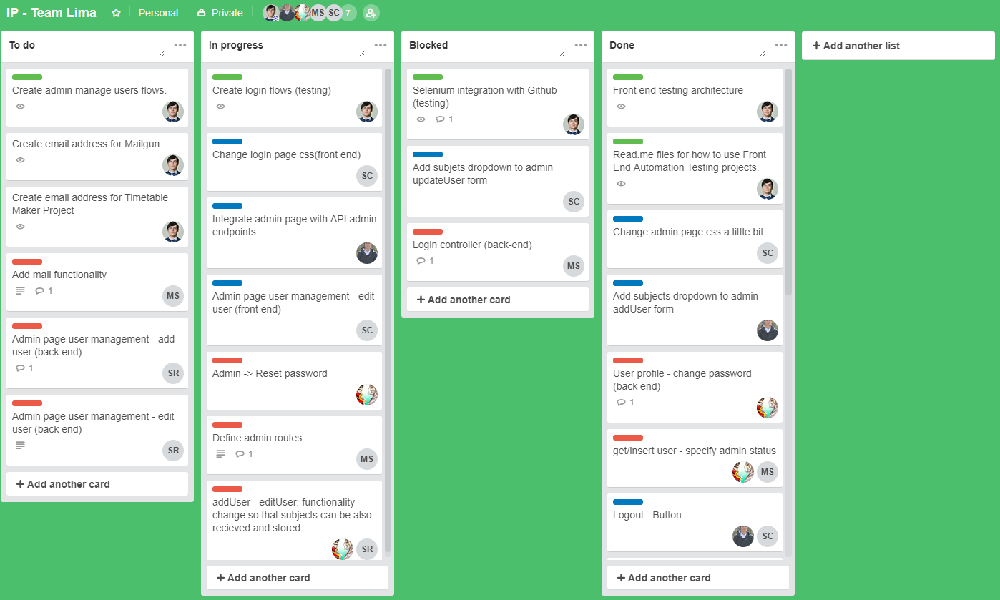 IP - Team Lima
Personal
Private
MS
SC
7
To do
Create admin manage users flows.
Create email address for Mailgun
Create email address for Timetable
Maker Project
Add mail functionality
1
MS
Admin page user management - add
user (back end)
1
SR
Admin page user management - edit
user (back end)
SR
+ Add another card
In progress
Create login flows (testing)
Change login page css(front end)
SC
Integrate admin page with API admin
endpoints
Admin page user management - edit
user (front end)
SC
Admin -> Reset password
Define admin routes
1
MS
addUser - editUser: functionality
change so that subjects can be also
recieved and stored
SR
+ Add another card
Blocked
Selenium integration with Github
(testing)
1
Add subjets dropdown to admin
updateUser form
SC
Login controller (back-end)
1
MS
+ Add another card
Done
Front end testing architecture
Read.me files for how to use Front
End Automation Testing projects.
Change admin page css a little bit
SC
Add subjects dropdown to admin
addUser form
User profile - change password
(back end)
1
get/insert user - specify admin status
MS
Logout - Button
SC
+ Add another card
+ Add another list